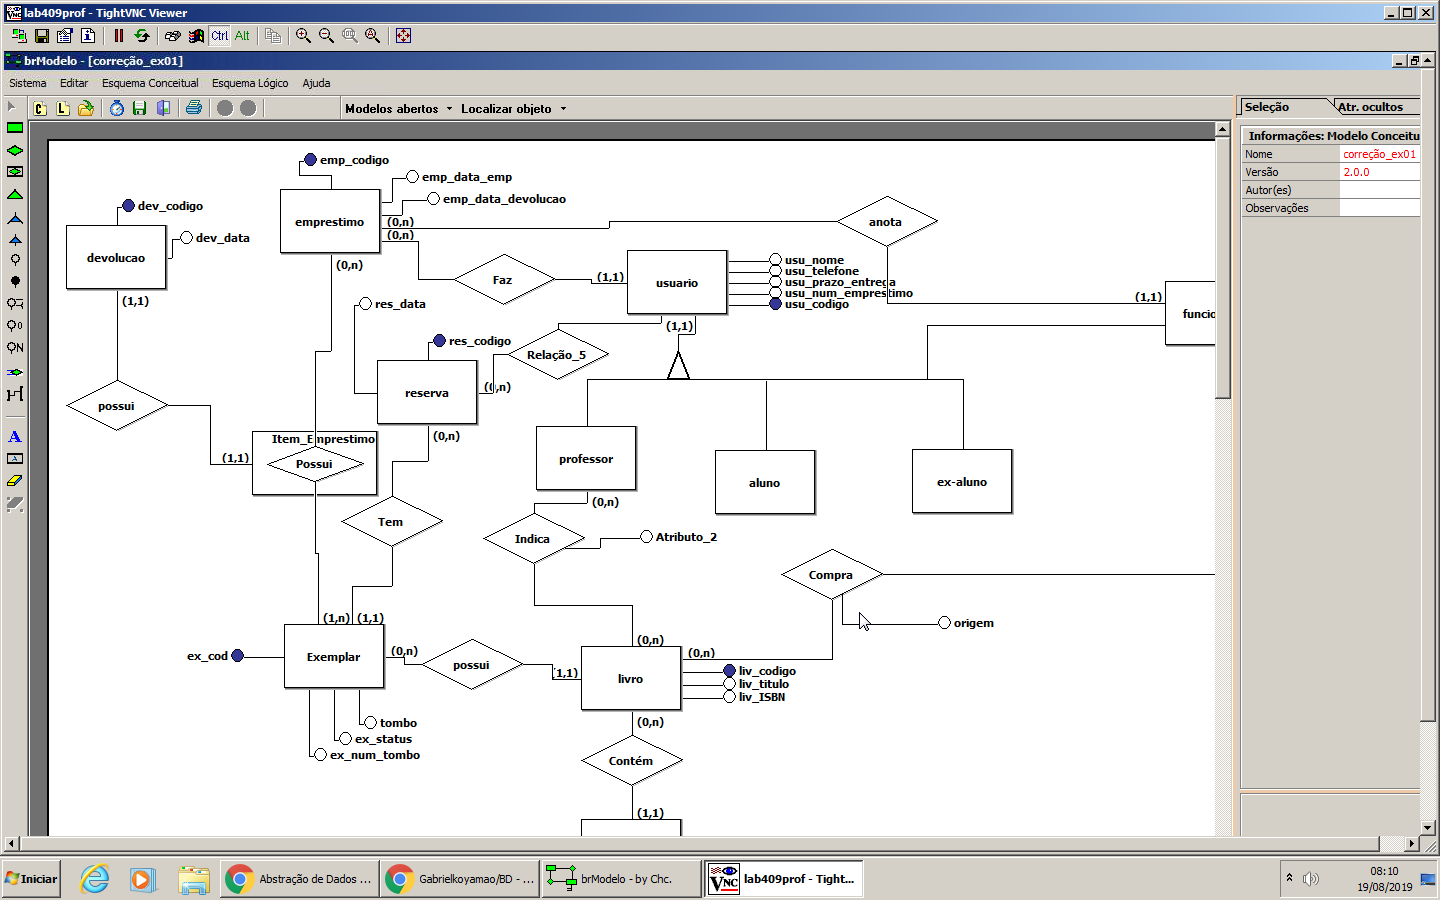 lab409prof - TightVNC Viewer
Ctrl Alt
brModelo - [correção_ex01]
Sistema Editar Esquema Conceitual Esquema Lógico Ajuda
Modelos abertos Localizar objeto
Seleção Atr. ocultos
Informações: Modelo Conceitu
Nome correção_ex01
Versão 2.0.0
Autor(es)
Observações
emp_codigo
emp_data_emp
emp_data_devolucao
dev_codigo
dev_data
devolucao
(1,1)
emprestimo
(0,n)
(0,n)
(0,n)
anota
Faz
(1,1)
usuario
usu_nome
usu_telefone
usu_prazo_entrega
usu_num_emprestimo
usu_codigo
(1,1)
(1,1)
funcio
res_data
res_codigo
Relação_5
reserva
(0,n)
(0,n)
possui
(1,1)
Item_Emprestimo
Possui
professor
aluno
ex-aluno
(0,n)
Tem
Indica
Atributo_2
Compra
origem
(1,n) (1,1)
ex_cod
Exemplar
(0,n)
possui
(1,1)
livro
(0,n)
(0,n)
liv_codigo
liv_titulo
liv_ISBN
tombo
ex_status
ex_num_tombo
(0,n)
Contém
(1,1)
Iniciar
Abstração de Dados ...
Gabrielkoyamao/BD - ...
brModelo - by Chc.
VNC
lab409prof - Tight...
08:10
19/08/2019